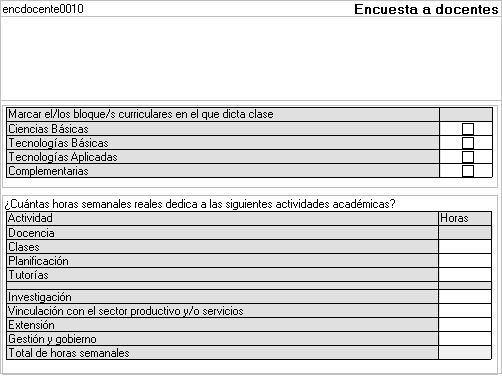 encdocente0010 Encuesta a docentes
Marcar el/los bloque/s curriculares en el que dicta clase
Ciencias Básicas
Tecnologías Básicas
Tecnologías Aplicadas
Complementarias
¿Cuántas horas semanales reales dedica a las siguientes actividades académicas?
Actividad Horas
Docencia
Clases
Planificación
Tutorías
Investigación
Vinculación con el sector productivo y/o servicios
Extensión
Gestión y gobierno
Total de horas semanales